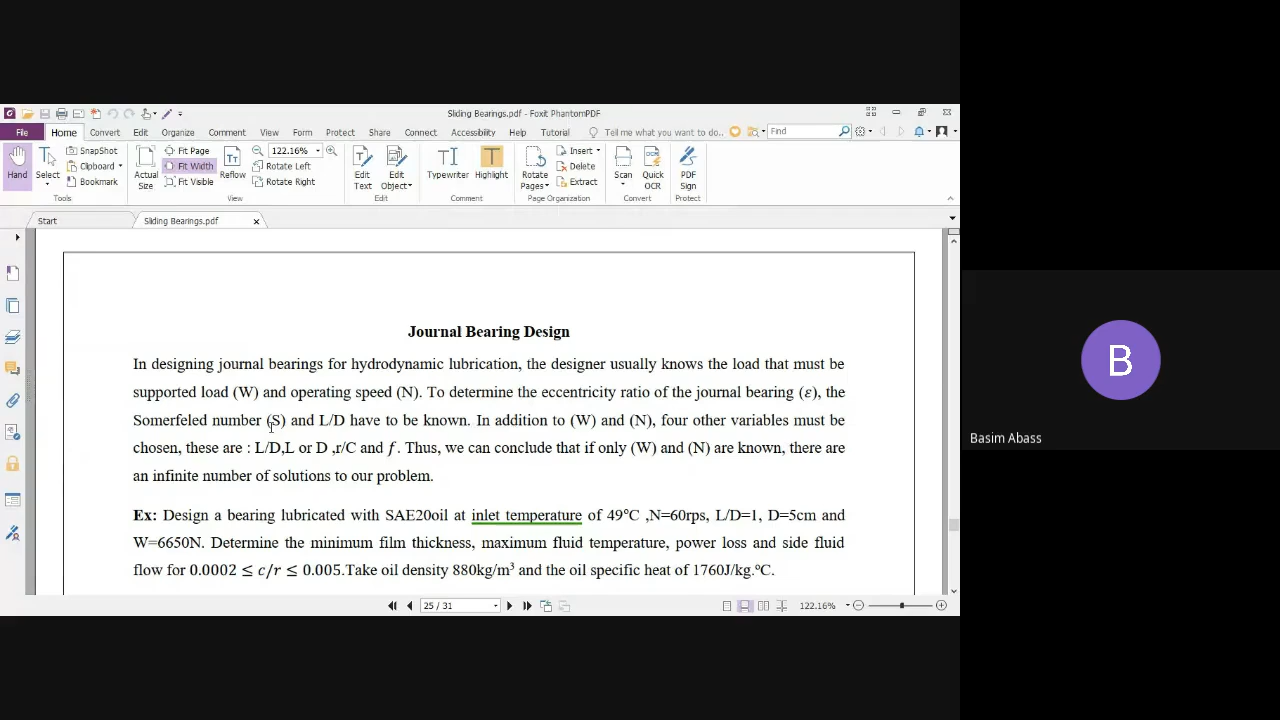 Sliding Bearings.pdf - Foxit PhantomPDF
File Home Convert Edit Organize Comment View Form Protect Share Connect Accessibility Help Tutorial Tell me what you want to do.. Find
Hand Select SnapShot Clipboard Bookmark Actual Size Fit Page Fit Width Fit Visible Reflow 122.16% Rotate Left Rotate Right Edit Text Edit Object Typewriter Highlight Rotate Pages Insert Delete Extract Scan Quick OCR PDF Sign
Tools View Edit Comment Page Organization Convert Protect
Start Sliding Bearings.pdf
Journal Bearing Design
In designing journal bearings for hydrodynamic lubrication, the designer usually knows the load that must be
supported load (W) and operating speed (N). To determine the eccentricity ratio of the journal bearing (ε), the
Somerfeled number (S) and L/D have to be known. In addition to (W) and (N), four other variables must be
chosen, these are : L/D,L or D ,r/C and f. Thus, we can conclude that if only (W) and (N) are known, there are
an infinite number of solutions to our problem.
Ex: Design a bearing lubricated with SAE20oil at inlet temperature of 49°C ,N=60rps, L/D=1, D=5cm and
W=6650N. Determine the minimum film thickness, maximum fluid temperature, power loss and side fluid
flow for 0.0002 ≤ c/r ≤ 0.005.Take oil density 880kg/m³ and the oil specific heat of 1760J/kg.ºC.
25 / 31 122.16%
B
Basim Abass